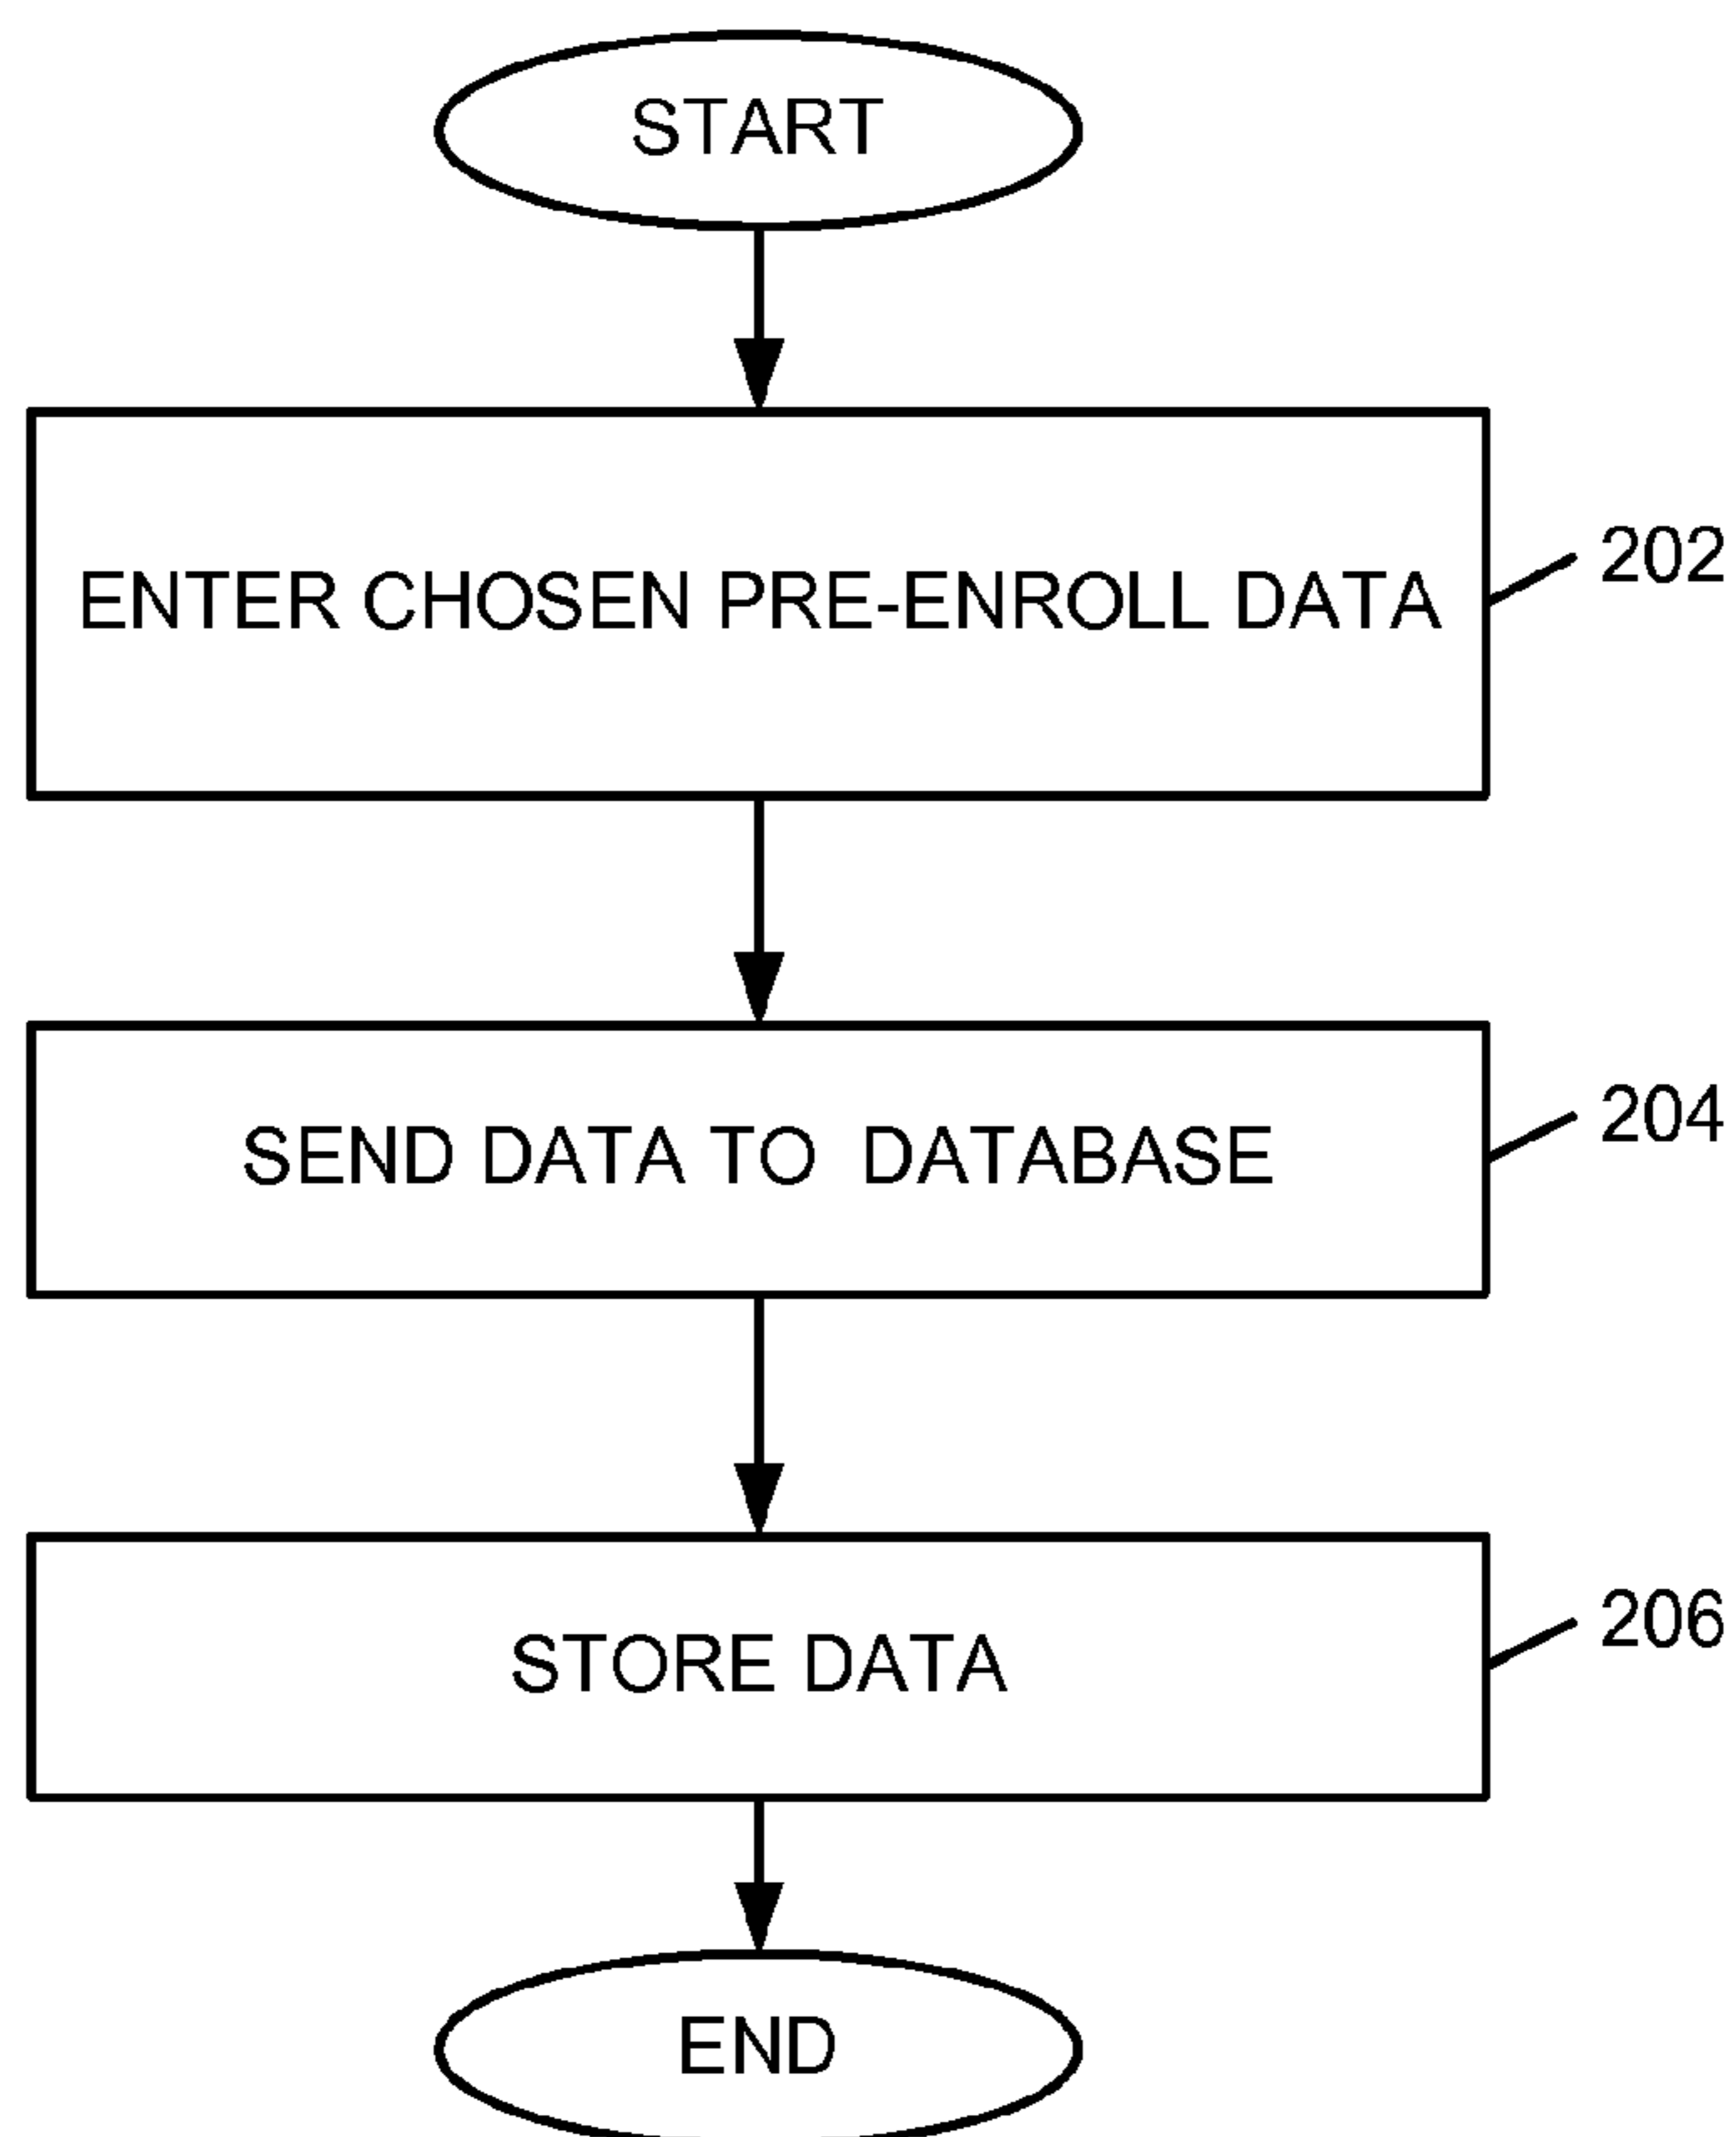 START
ENTER CHOSEN PRE-ENROLL DATA
202
SEND DATA TO DATABASE
204
STORE DATA
206
END